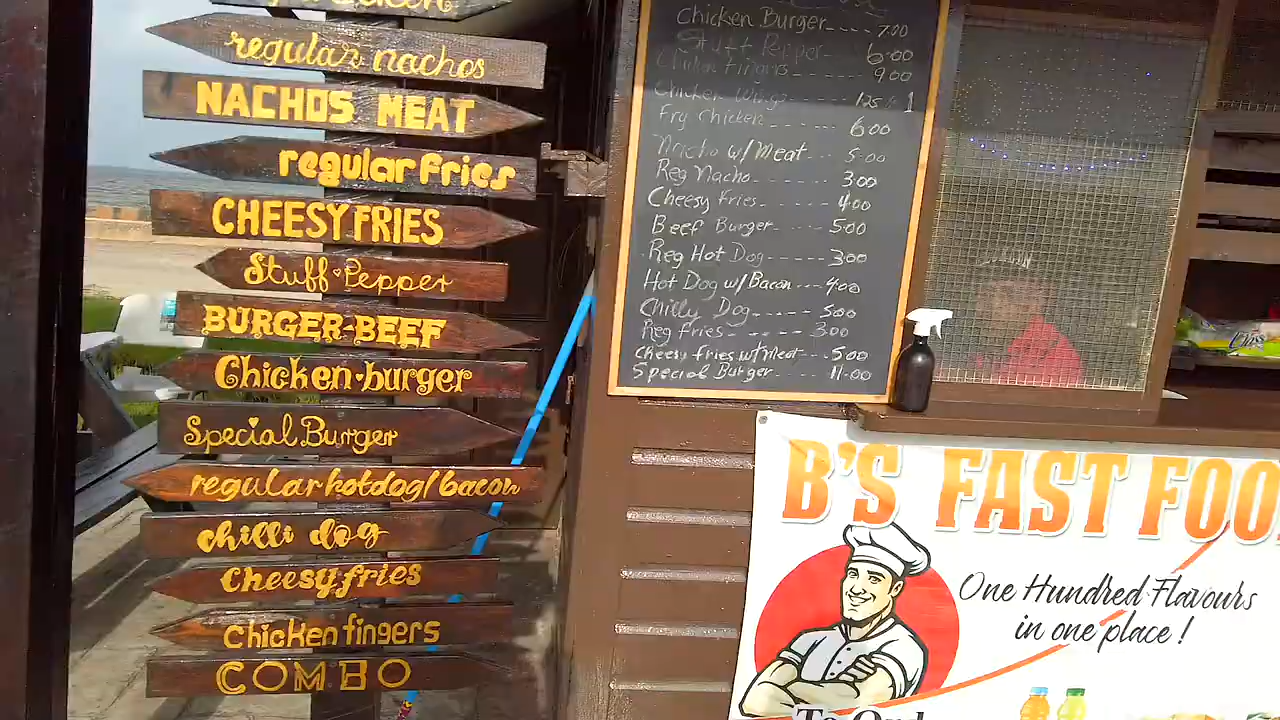 regular nachos
NACHOS MEAT
regular fries
CHEESY FRIES
Stuff Pepper
BURGER-BEEF
Chicken-burger
Special Burger
regular hotdog/bacon
chilli dog
Cheesy fries
Chicken fingers
COMBO
Chicken Burger---- 7.00
Stuff Pepper- 6.00
Chicken Fingers 9.00
Chicken Wings ---- 1.25
Fry Chicken------- 6.00
Nacho w/Meat--- 5.00
Reg Nacho----- 3.00
Cheesy Fries--- 4.00
Beef Burger----- 5.00
Reg Hot Dog---- 3.00
Hot Dog w/Bacon--- 4.00
Chilly Dog----- 5.00
Reg fries- ---- 3.00
Cheesy fries w/meat--- 5.00
Special Burger----- 11.00
B'S FAST
One Hundred Flavours
in one place !